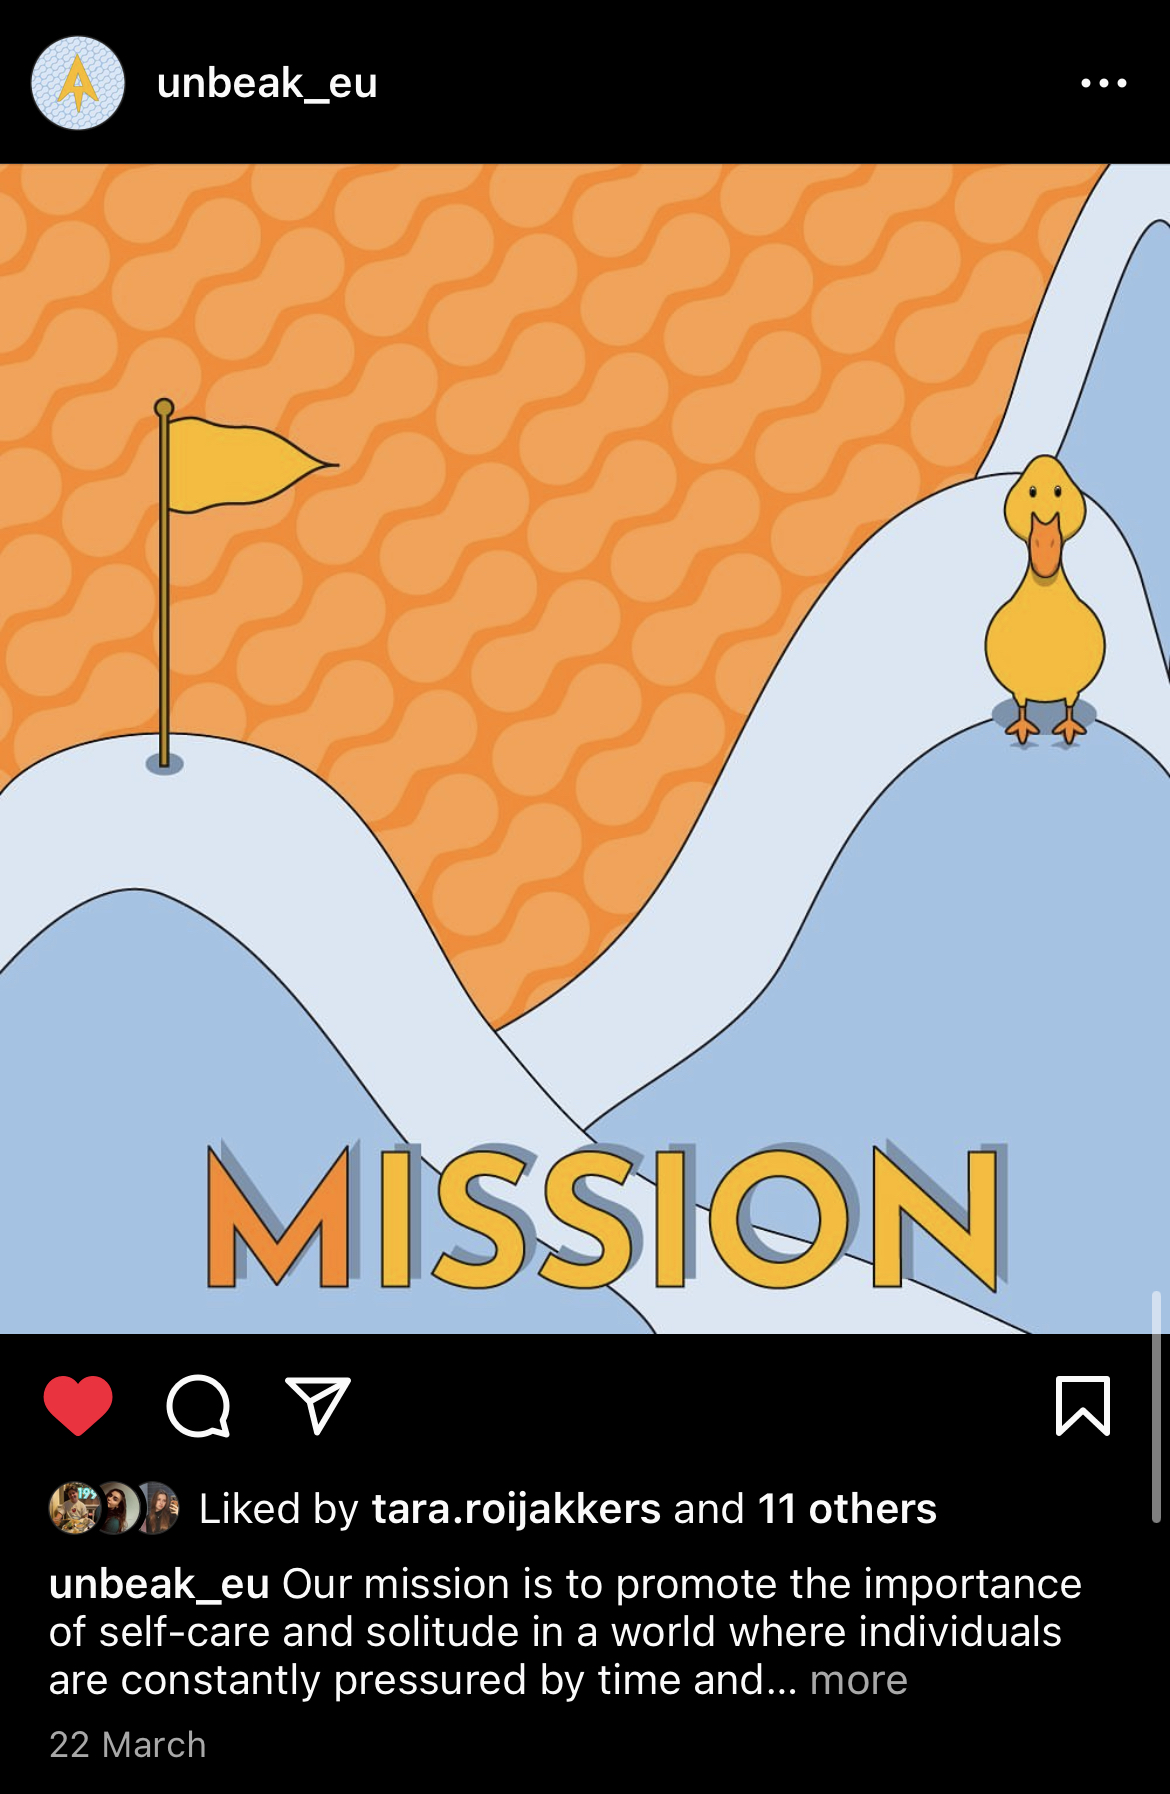 unbeak_eu
MISSION
Liked by tara.roijakkers and 11 others
unbeak_eu Our mission is to promote the importance
of self-care and solitude in a world where individuals
are constantly pressured by time and... more
22 March